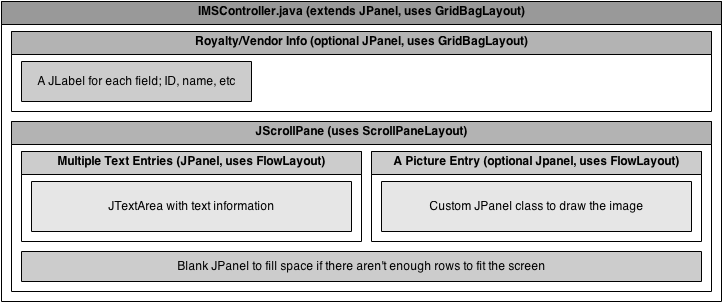 IMSController.java (extends JPanel, uses GridBagLayout)
Royalty/Vendor Info (optional JPanel, uses GridBagLayout)
A JLabel for each field; ID, name, etc
JScrollPane (uses ScrollPaneLayout)
Multiple Text Entries (JPanel, uses FlowLayout)
A Picture Entry (optional Jpanel, uses FlowLayout)
JTextArea with text information
Custom JPanel class to draw the image
Blank JPanel to fill space if there aren't enough rows to fit the screen